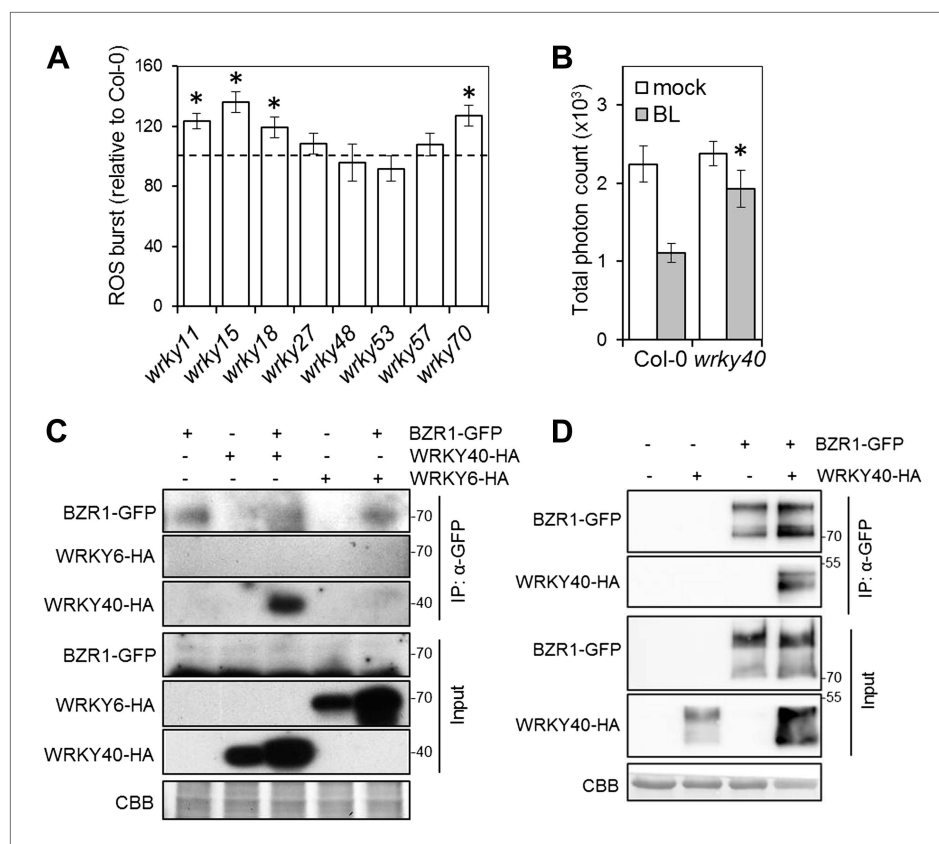 A
ROS burst (relative to Col-0)
160
120
80
40
0
* * * *
wrky11 wrky15 wrky18 wrky27 wrky48 wrky53 wrky57 wrky70
B
Total photon count (x10³)
3
2
1
0
mock
BL
*
Col-0 wrky40
C
+ - + - + BZR1-GFP
- + + - - WRKY40-HA
- - - + + WRKY6-HA
BZR1-GFP -70
WRKY6-HA -70
WRKY40-HA -40
IP: α-GFP
BZR1-GFP -70
WRKY6-HA -70
WRKY40-HA -40
Input
CBB
D
- - + + BZR1-GFP
- + - + WRKY40-HA
BZR1-GFP -70
-55
WRKY40-HA
IP: α-GFP
BZR1-GFP -70
-55
WRKY40-HA
Input
CBB